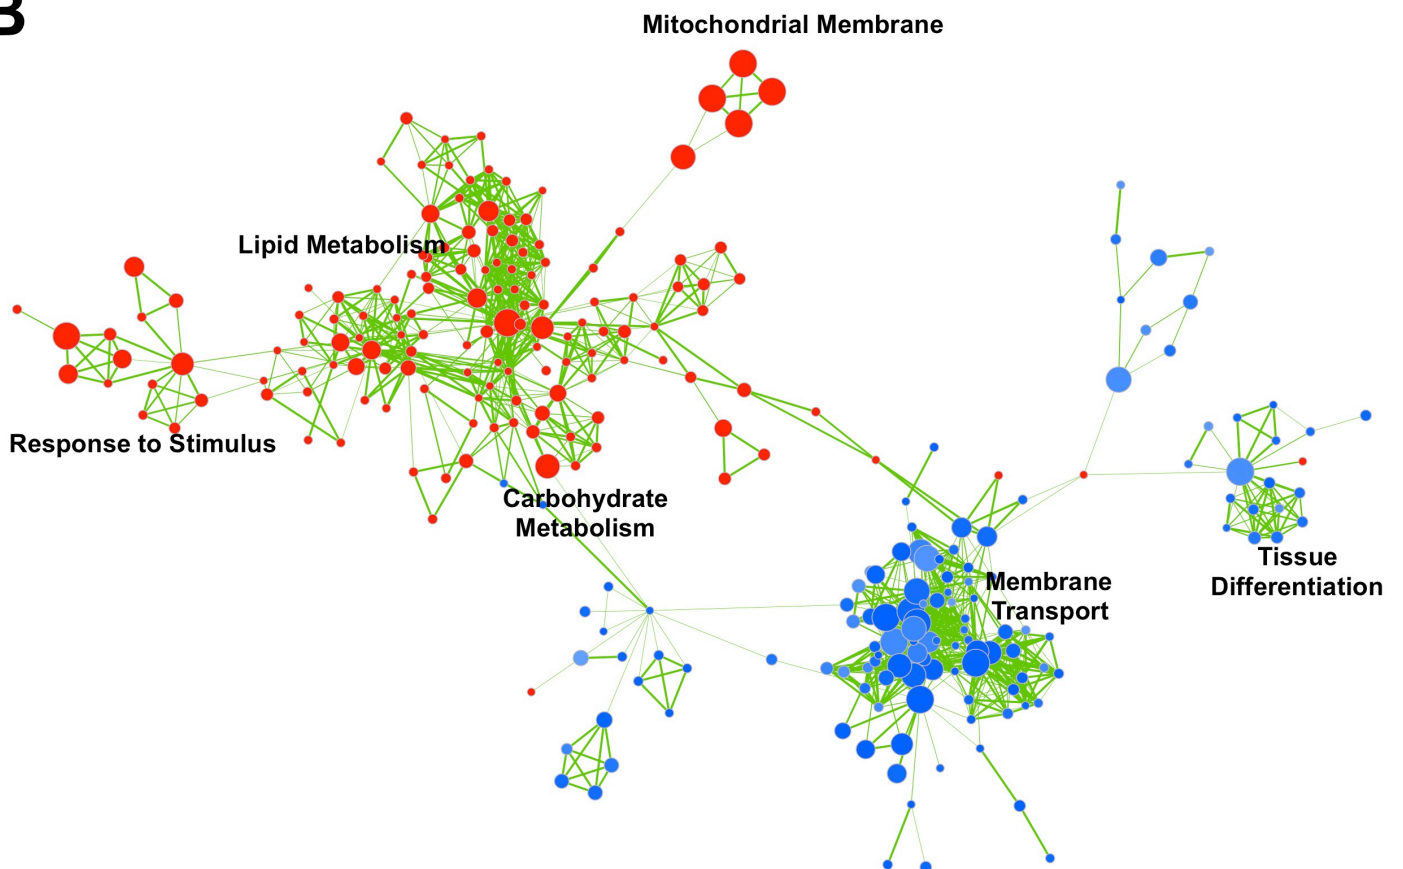 B
Mitochondrial Membrane
Lipid Metabolism
Response to Stimulus
Carbohydrate
Metabolism
Membrane
Transport
Tissue
Differentiation